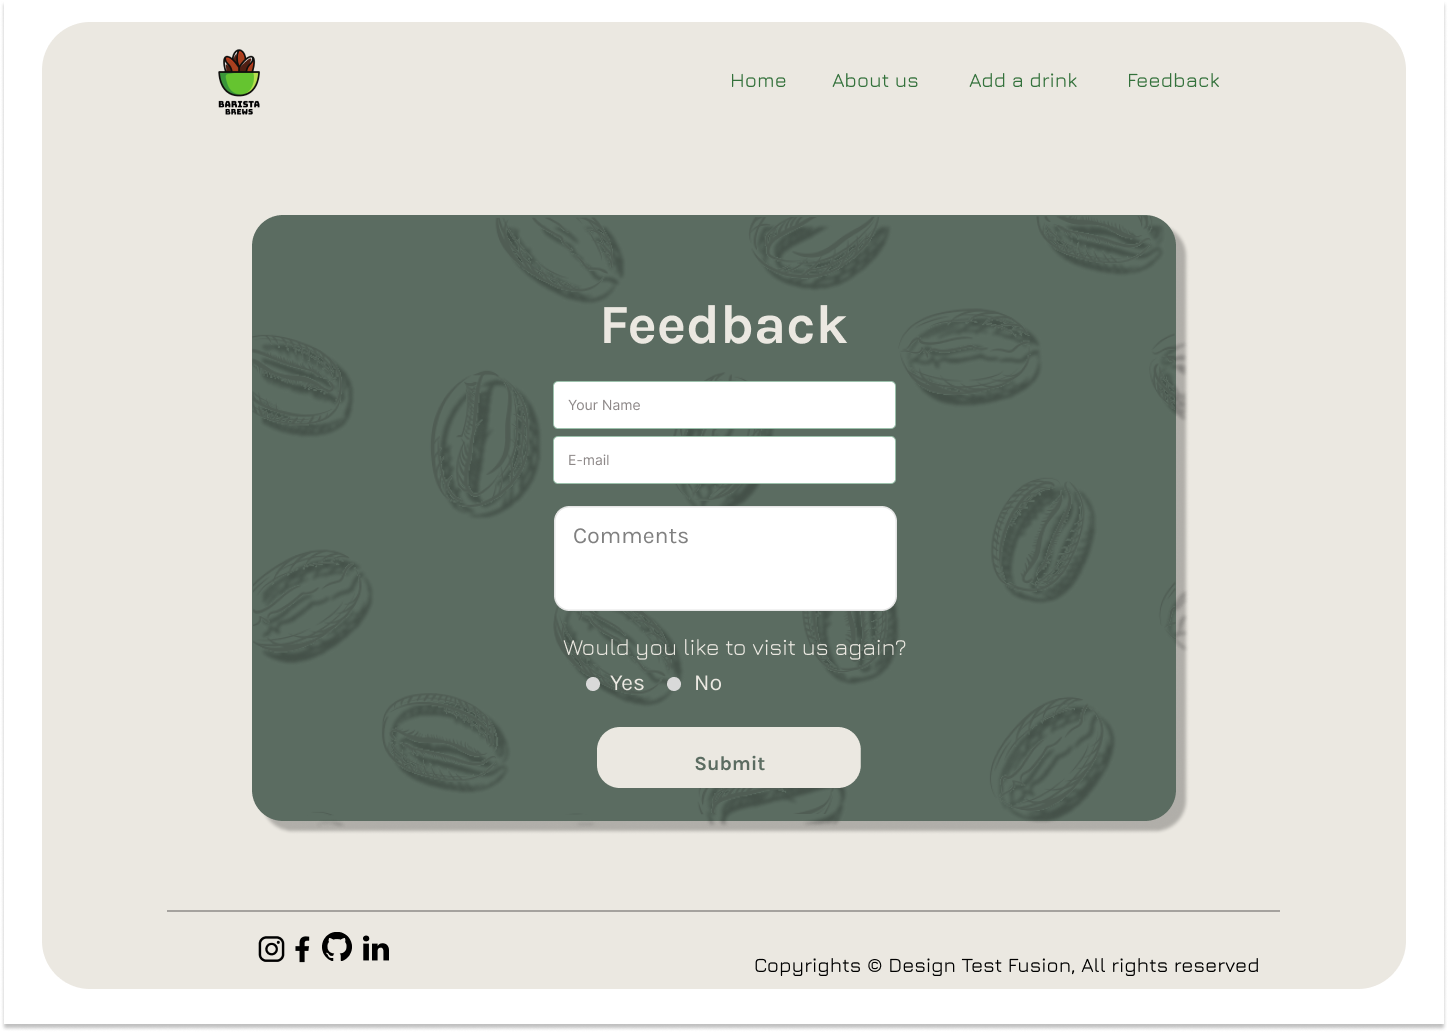 BARISTA
BREWS
Home About us Add a drink Feedback
Feedback
Your Name
E-mail
Comments
Would you like to visit us again?
Yes No
Submit
Copyrights © Design Test Fusion, All rights reserved